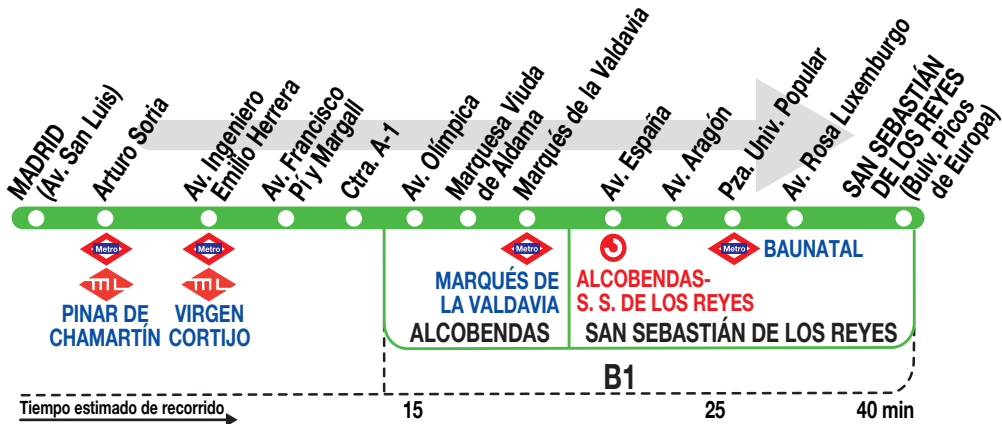 MADRID
(Av. San Luis)
Arturo Soria
Av. Ingeniero
Emilio Herrera
Av. Francisco
Pí y Margall
Ctra. A-1
Av. Olímpica
Marquesa Viuda
de Aldama
Marqués de la Valdavia
Av. España
Av. Aragón
Pza. Univ. Popular
Av. Rosa Luxemburgo
SAN SEBASTIÁN
DE LOS REYES
(Bulv. Picos
de Europa)
Metro
ML
PINAR DE
CHAMARTÍN
Metro
ML
VIRGEN
CORTIJO
Metro
MARQUÉS DE
LA VALDAVIA
ALCOBENDAS-
S. S. DE LOS REYES
Metro
BAUNATAL
ALCOBENDAS
SAN SEBASTIÁN DE LOS REYES
B1
Tiempo estimado de recorrido
15
25
40 min